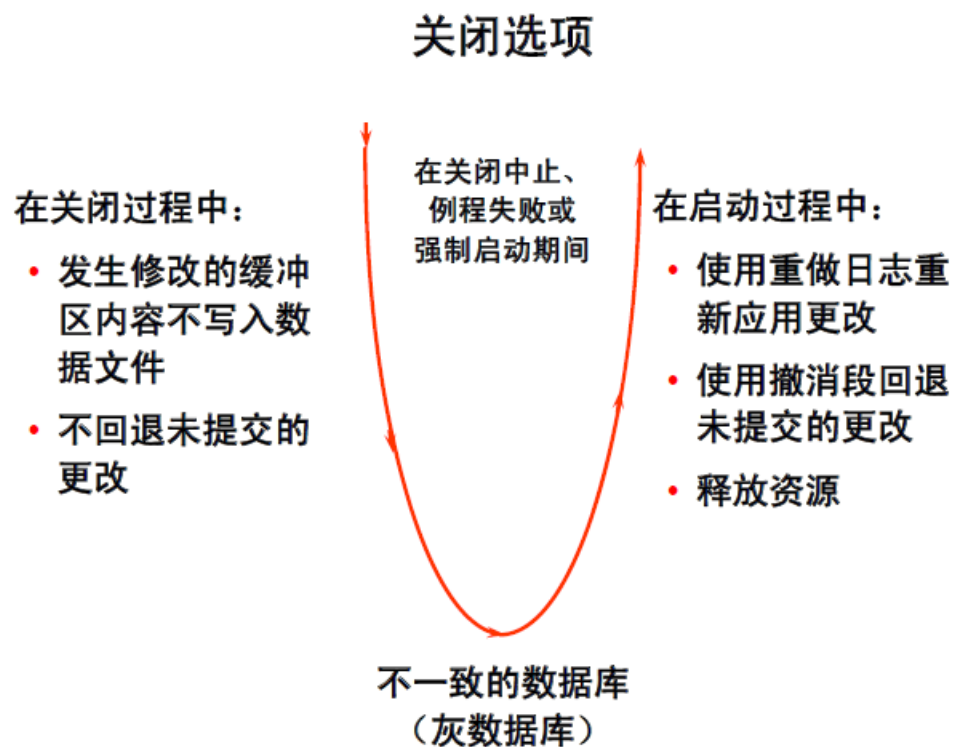 关闭选项
在关闭中止、
例程失败或
强制启动期间
在关闭过程中：
• 发生修改的缓冲
区内容不写入数
据文件
• 不回退未提交的
更改
在启动过程中：
• 使用重做日志重
新应用更改
• 使用撤消段回退
未提交的更改
• 释放资源
不一致的数据库
（灰数据库）